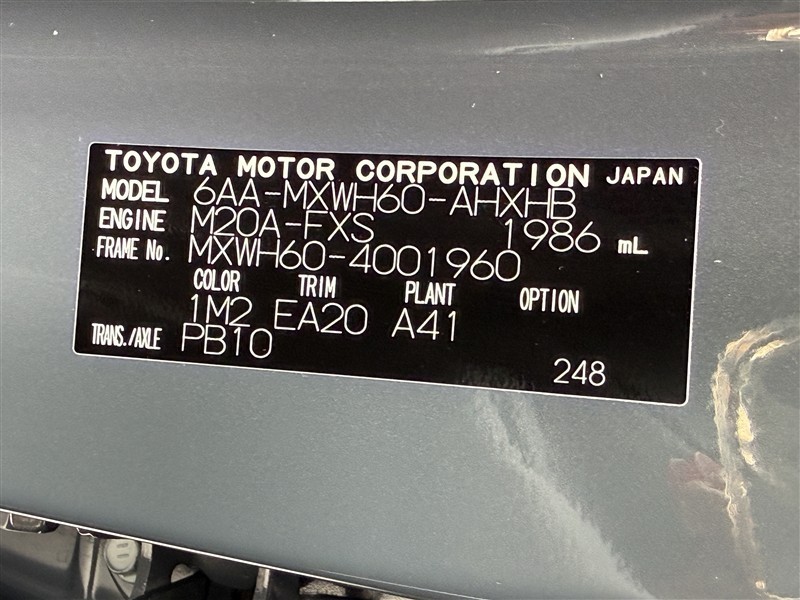 TOYOTA MOTOR CORPORATION JAPAN
MODEL 6AA-MXWH60-AHXHB
ENGINE M20A-FXS 1986 mL
FRAME No. MXWH60-4001960
COLOR TRIM PLANT OPTION
1M2 EA20 A41
TRANS./AXLE PB10
248